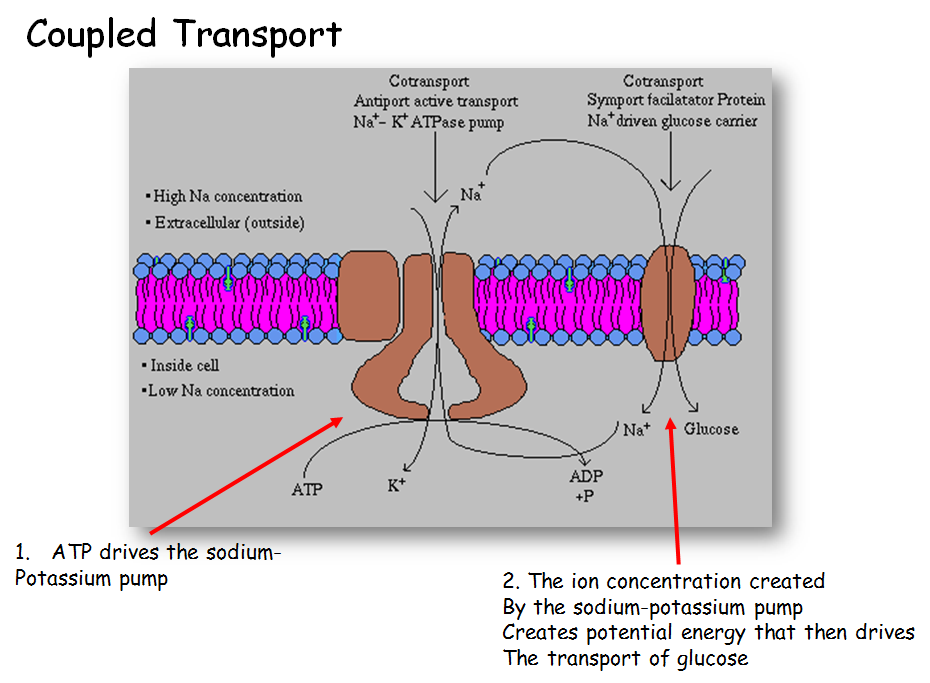 Coupled Transport
Cotransport
Antiport active transport
Na⁺– K⁺ ATPase pump
Cotransport
Symport facilatator Protein
Na⁺ driven glucose carrier
Na⁺
▪ High Na concentration
▪ Extracellular (outside)
▪ Inside cell
▪Low Na concentration
Na⁺
Glucose
ATP
K⁺
ADP
+P
1. ATP drives the sodium-
Potassium pump
2. The ion concentration created
By the sodium-potassium pump
Creates potential energy that then drives
The transport of glucose